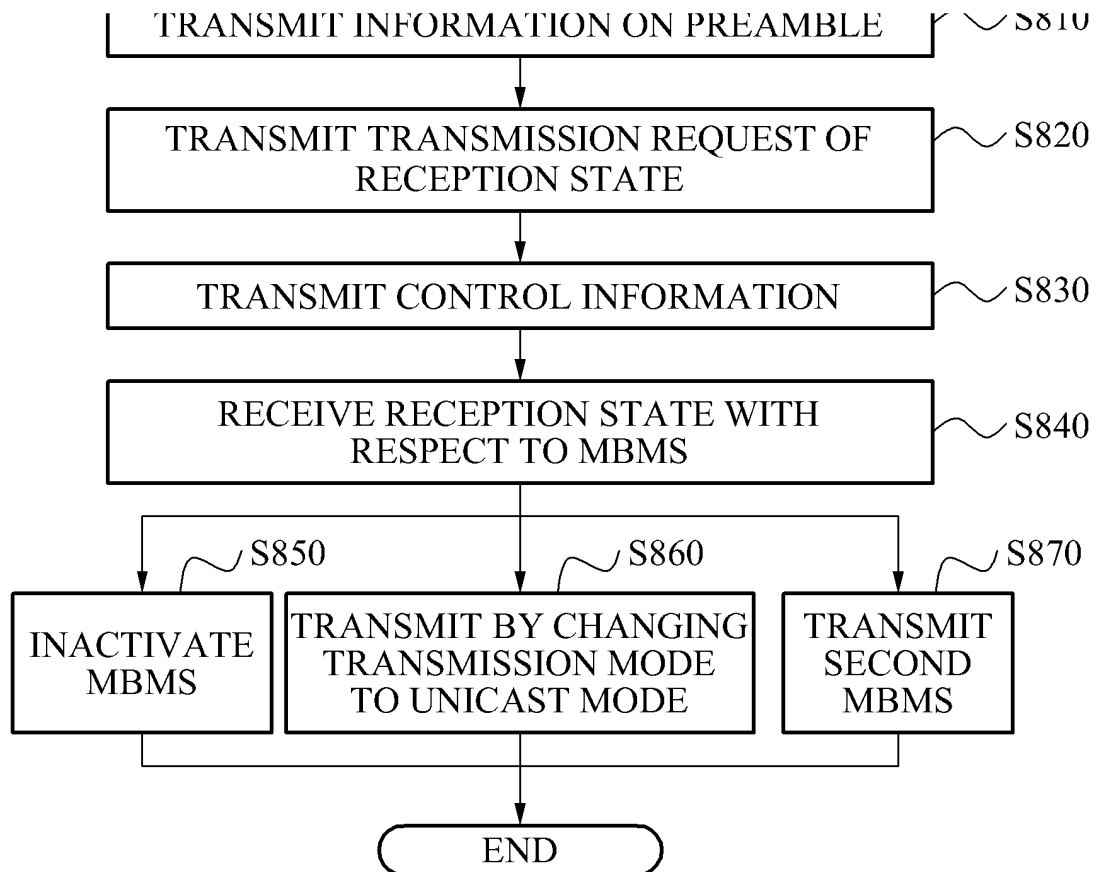 TRANSMIT INFORMATION ON PREAMBLE
S810
TRANSMIT TRANSMISSION REQUEST OF
RECEPTION STATE
S820
TRANSMIT CONTROL INFORMATION
S830
RECEIVE RECEPTION STATE WITH
RESPECT TO MBMS
S840
S850
INACTIVATE
MBMS
S860
TRANSMIT BY CHANGING
TRANSMISSION MODE
TO UNICAST MODE
S870
TRANSMIT
SECOND
MBMS
END